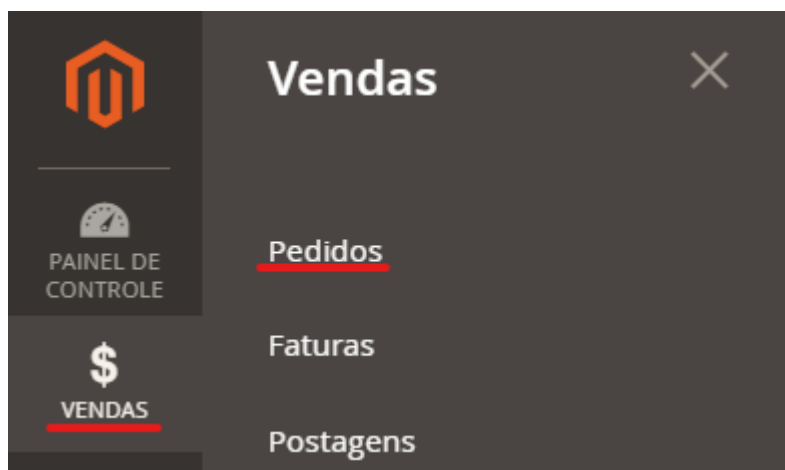 Vendas
PAINEL DE
CONTROLE
$
VENDAS
Pedidos
Faturas
Postagens